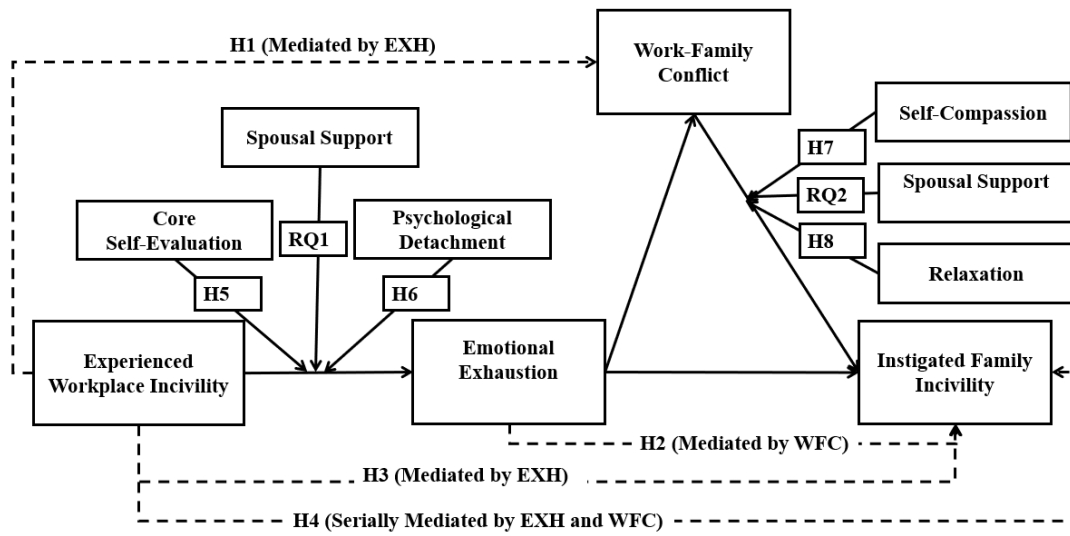 H1 (Mediated by EXH)
Work-Family
Conflict
Self-Compassion
Spousal Support
H7
RQ2
Spousal Support
Core
Self-Evaluation
RQ1
Psychological
Detachment
H8
Relaxation
H5
H6
Experienced
Workplace Incivility
Emotional
Exhaustion
Instigated Family
Incivility
H2 (Mediated by WFC)
H3 (Mediated by EXH)
H4 (Serially Mediated by EXH and WFC)